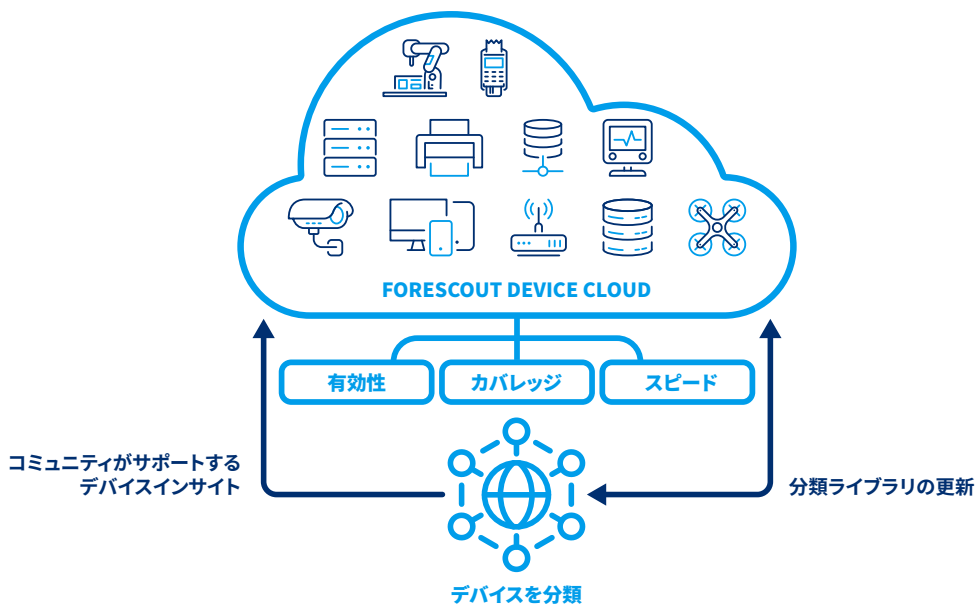 FORESCOUT DEVICE CLOUD
有効性
カバレッジ
スピード
コミュニティがサポートする
デバイスインサイト
分類ライブラリの更新
デバイスを分類